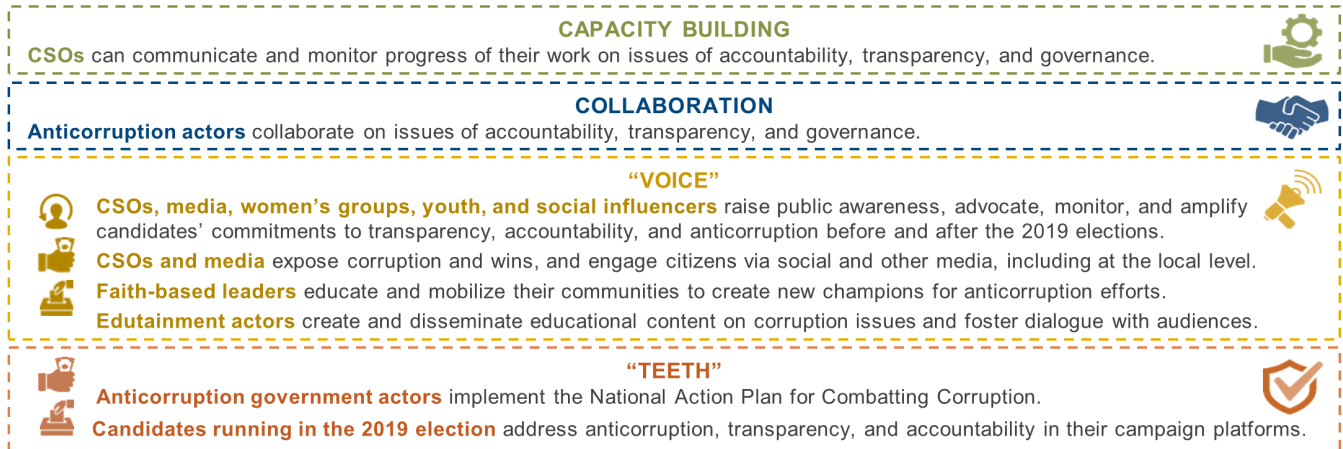 CAPACITY BUILDING
CSOs can communicate and monitor progress of their work on issues of accountability, transparency, and governance.
COLLABORATION
Anticorruption actors collaborate on issues of accountability, transparency, and governance.
“VOICE”
CSOs, media, women’s groups, youth, and social influencers raise public awareness, advocate, monitor, and amplify
candidates’ commitments to transparency, accountability, and anticorruption before and after the 2019 elections.
CSOs and media expose corruption and wins, and engage citizens via social and other media, including at the local level.
Faith-based leaders educate and mobilize their communities to create new champions for anticorruption efforts.
Edutainment actors create and disseminate educational content on corruption issues and foster dialogue with audiences.
“TEETH”
Anticorruption government actors implement the National Action Plan for Combatting Corruption.
Candidates running in the 2019 election address anticorruption, transparency, and accountability in their campaign platforms.